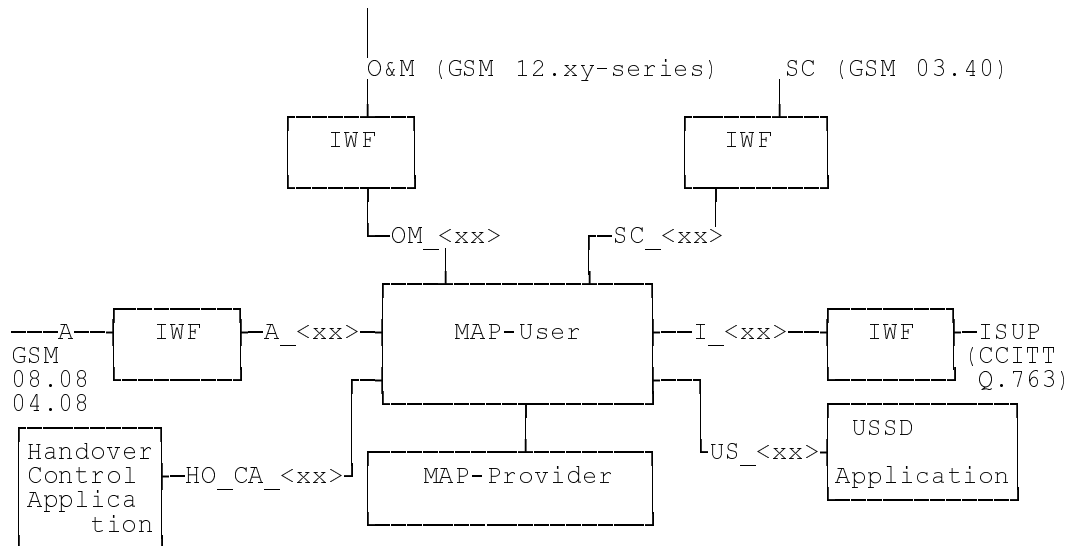 O&M (GSM 12.xy-series) SC (GSM 03.40)
IWF IWF
OM_<xx> SC_<xx>
A IWF A_<xx> MAP-User I_<xx> IWF ISUP
GSM (CCITT
08.08 Q.763)
04.08
USSD
Handover US_<xx>
Control HO_CA_<xx> MAP-Provider Application
Applica
tion